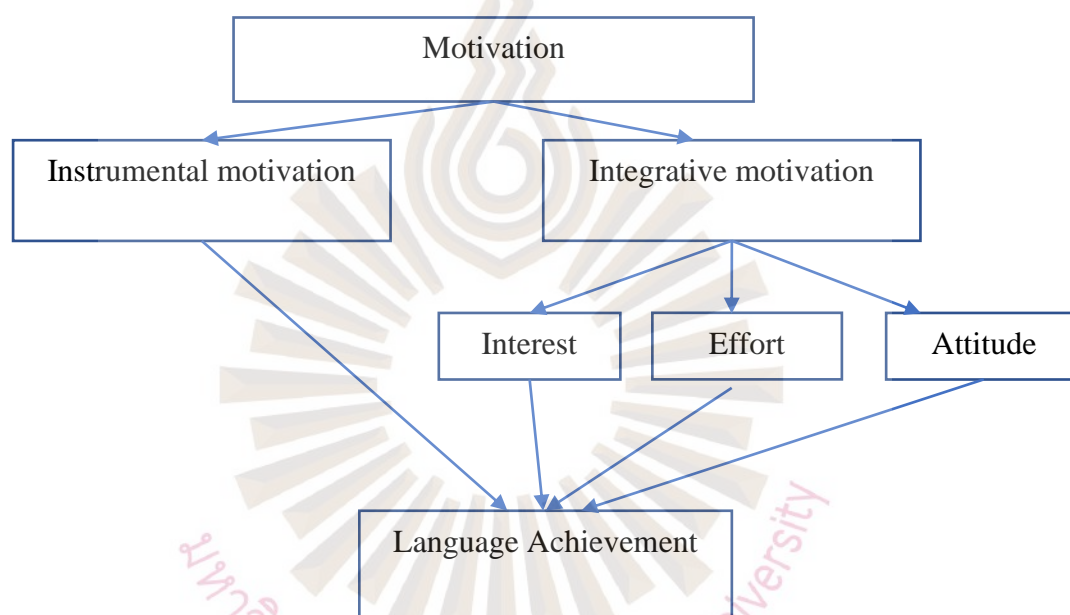 Motivation
Instrumental motivation
Integrative motivation
Interest
Effort
Attitude
Language Achievement